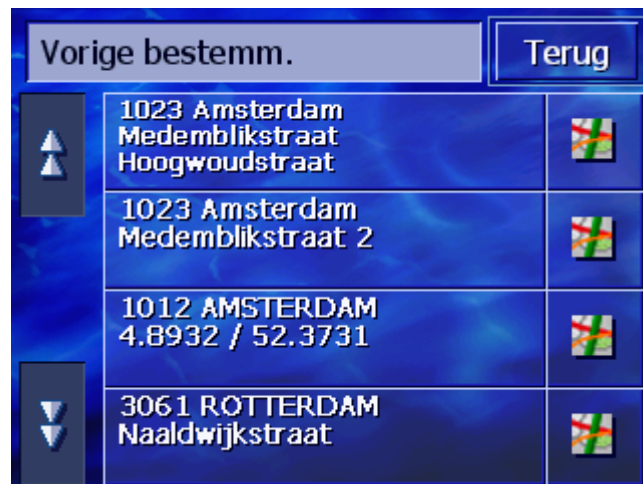 Vorige bestemm.
Terug
1023 Amsterdam
Medemblikstraat
Hoogwoudstraat
1023 Amsterdam
Medemblikstraat 2
1012 AMSTERDAM
4.8932 / 52.3731
3061 ROTTERDAM
Naaldwijkstraat